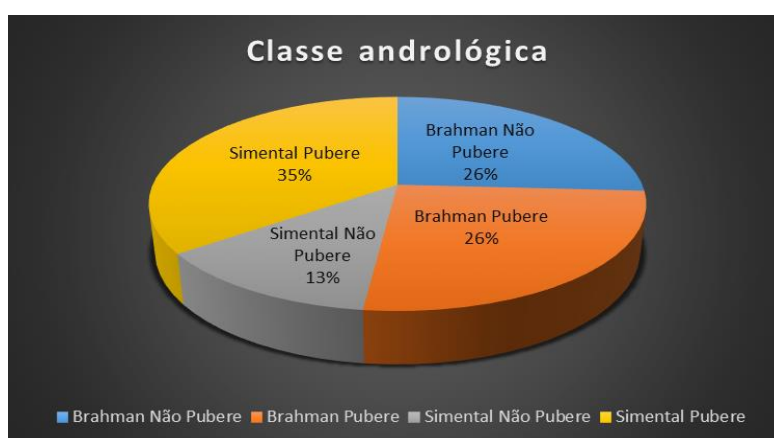 Classe andrológica
Brahman Não
Pubere
26%
Simental Pubere
35%
Brahman Pubere
26%
Simental Não
Pubere
13%
Brahman Não Pubere Brahman Pubere Simental Não Pubere Simental Pubere